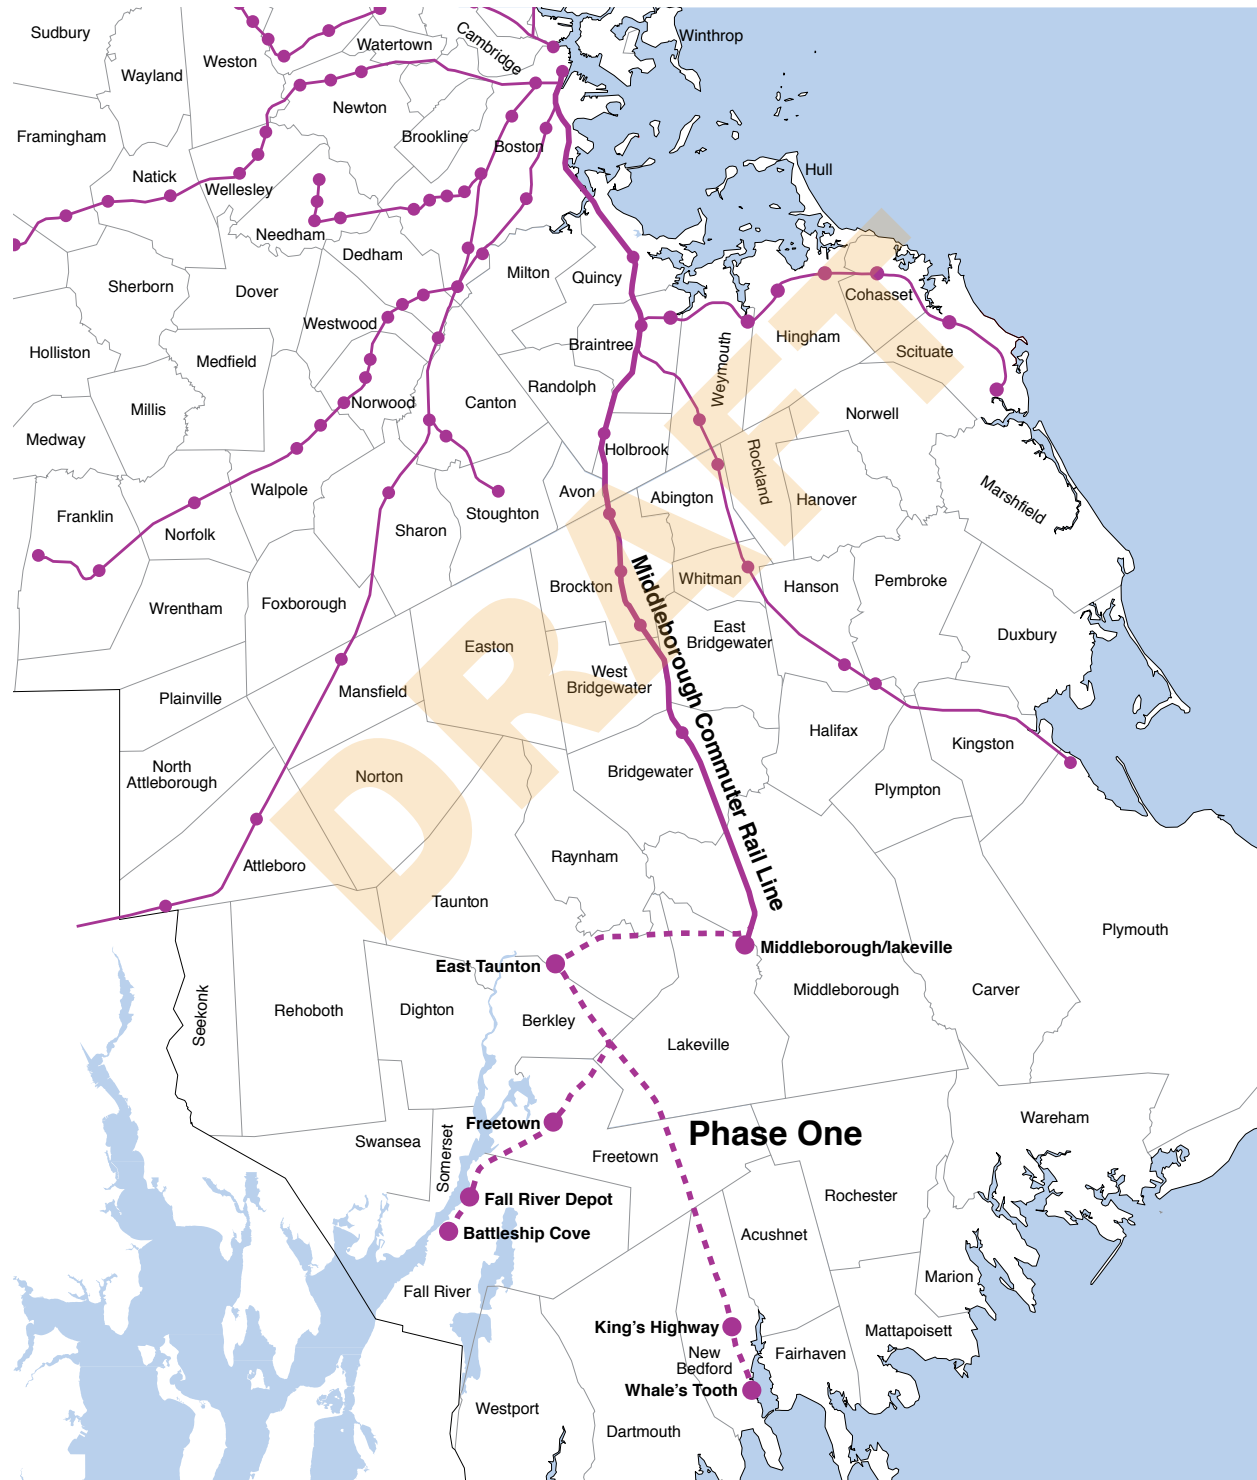 Sudbury
Winthrop
Watertown
Cambridge
Weston
Wayland
Newton
Framingham
Brookline
Boston
Hull
Natick
Wellesley
Needham
Dedham
Milton
Quincy
Sherborn
Dover
Cohasset
Westwood
Hingham
Braintree
Holliston
Medfield
Scituate
Weymouth
Randolph
Millis
Norwood
Canton
Norwell
Medway
Holbrook
Rockland
Walpole
Avon
Abington
Hanover
Marshfield
Franklin
Norfolk
Sharon
Stoughton
Brockton
Whitman
Hanson
Pembroke
Wrentham
Foxborough
East
Bridgewater
Duxbury
Easton
West
Bridgewater
Plainville
Mansfield
Middleborough Commuter Rail Line
Halifax
Kingston
North
Attleborough
Norton
Bridgewater
Plympton
Raynham
Attleboro
Taunton
Plymouth
DRAFT
Middleborough/lakeville
East Taunton
Middleborough
Carver
Seekonk
Rehoboth
Dighton
Berkley
Lakeville
Wareham
Freetown
Phase One
Swansea
Somerset
Freetown
Rochester
Fall River Depot
Battleship Cove
Acushnet
Marion
Fall River
King's Highway
Mattapoisett
New
Bedford
Fairhaven
Whale's Tooth
Westport
Dartmouth